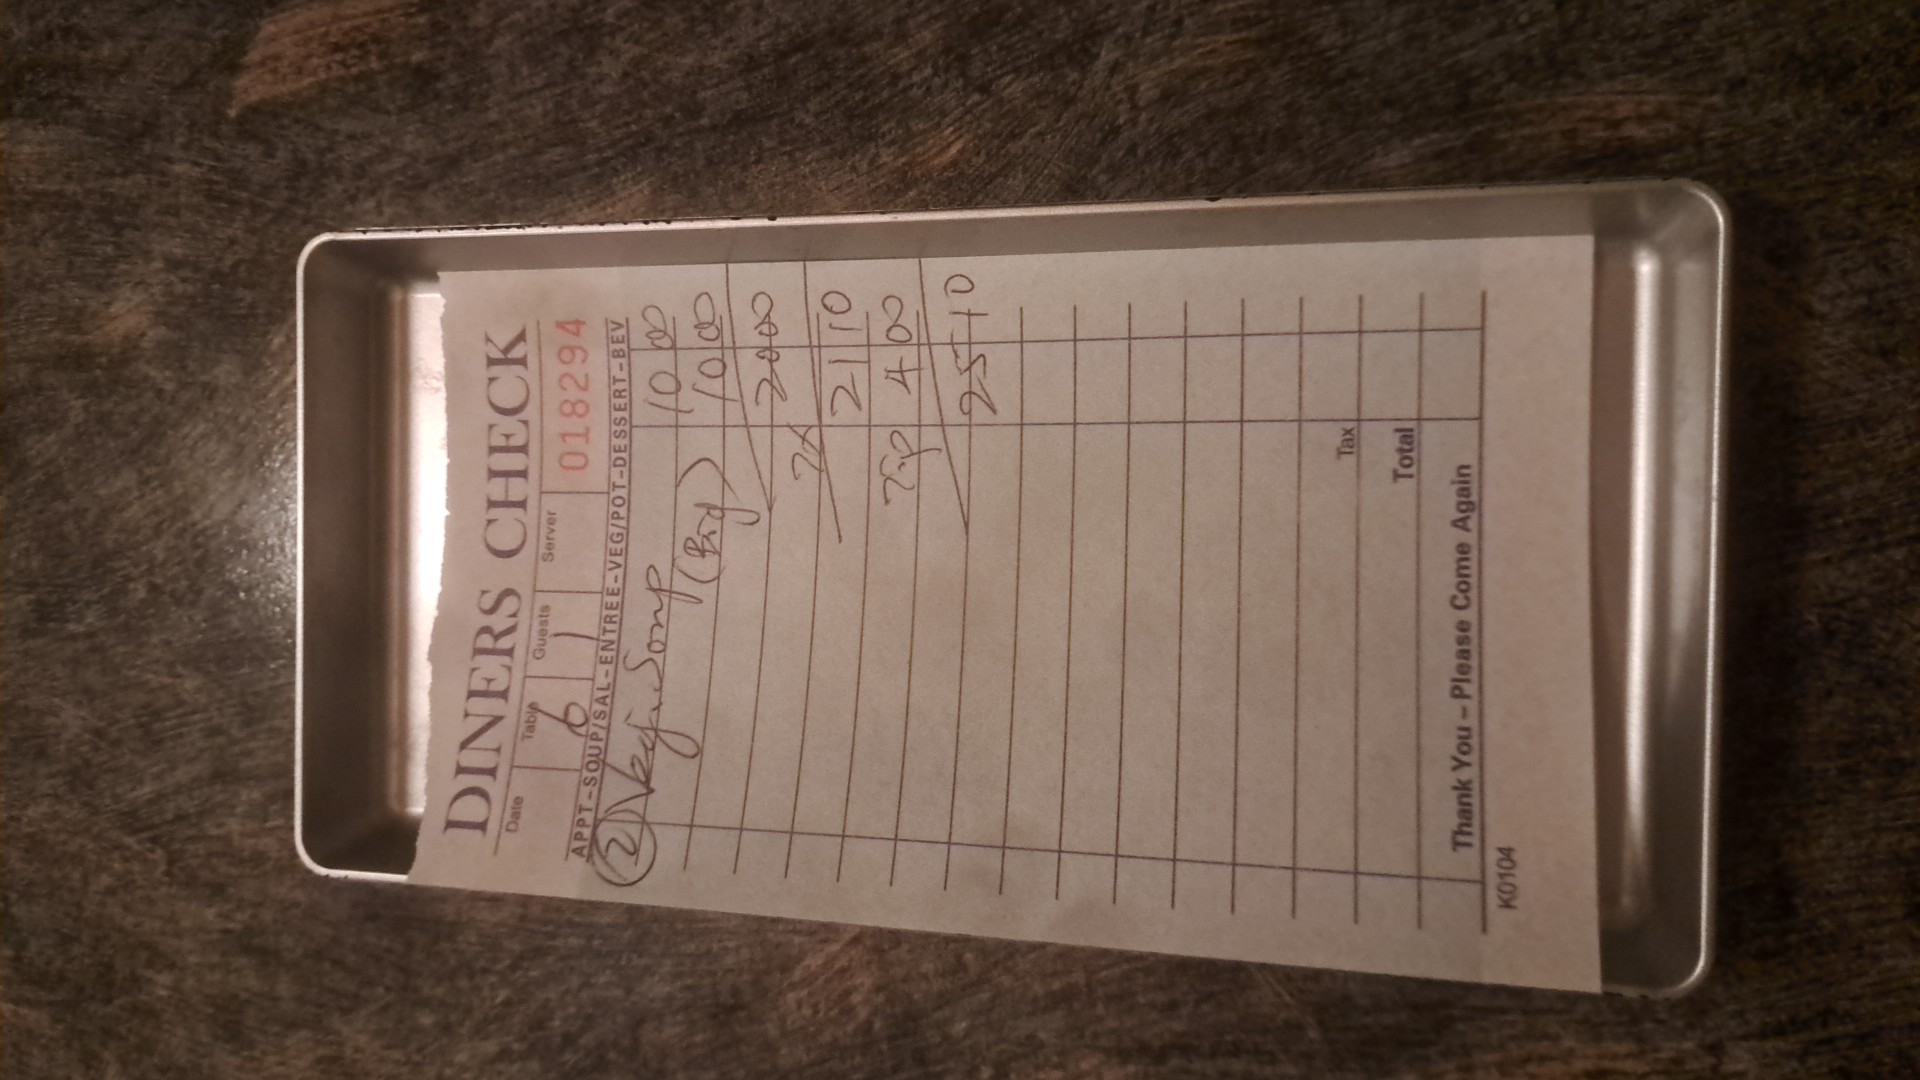 DINERS CHECK
Date Table Guests Server
6 1 018294
APPT-SOUP/SAL-ENTREE-VEG/POT-DESSERT-BEV
(2) 10 00
(Big) 10 00
20 00
TX
21 10
Tip 4 00
25 10
Tax
Total
Thank You – Please Come Again
K0104